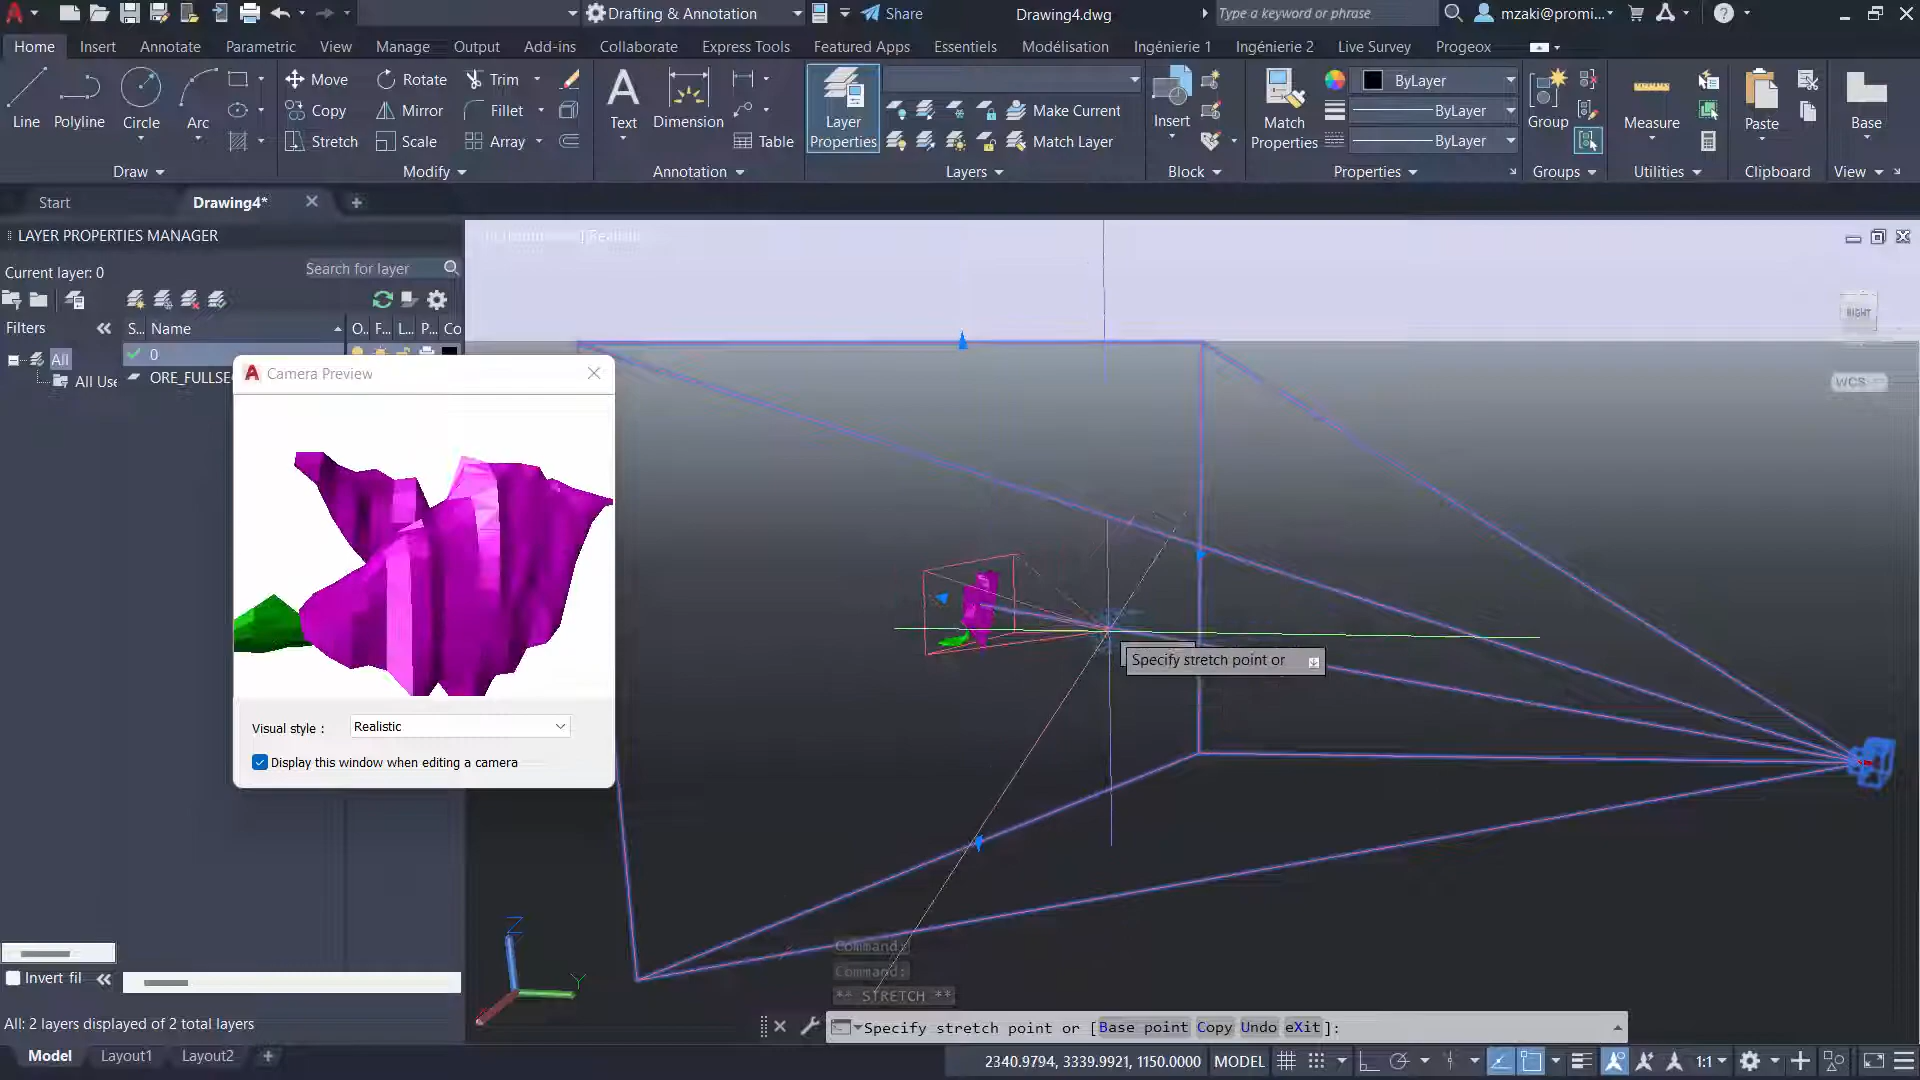 Drafting & Annotation
Share
Drawing4.dwg
Type a keyword or phrase
mzaki@promi...
Home Insert Annotate Parametric View Manage Output Add-ins Collaborate Express Tools Featured Apps Essentiels Modélisation Ingénierie 1 Ingénierie 2 Live Survey Progeox
Line
Polyline
Circle
Arc
Draw
Move
Rotate
Trim
Copy
Mirror
Fillet
Stretch
Scale
Array
Modify
Text
Dimension
Table
Annotation
Layer
Properties
Make Current
Match Layer
Layers
Insert
Block
Match
Properties
ByLayer
ByLayer
ByLayer
Properties
Group
Groups
Measure
Utilities
Paste
Clipboard
Base
View
Start
Drawing4*
LAYER PROPERTIES MANAGER
Current layer: 0
Search for layer
Filters
S... Name O.. F... L... P... Co
All
0
All Use
ORE_FULLSE
Camera Preview
Visual style :
Realistic
Display this window when editing a camera
RIGHT
WCS
Specify stretch point or
Z
Y
Command:
Command:
** STRETCH **
Specify stretch point or [Base point Copy Undo eXit]:
Invert fil
All: 2 layers displayed of 2 total layers
Model
Layout1
Layout2
2340.9794, 3339.9921, 1150.0000
MODEL
1:1